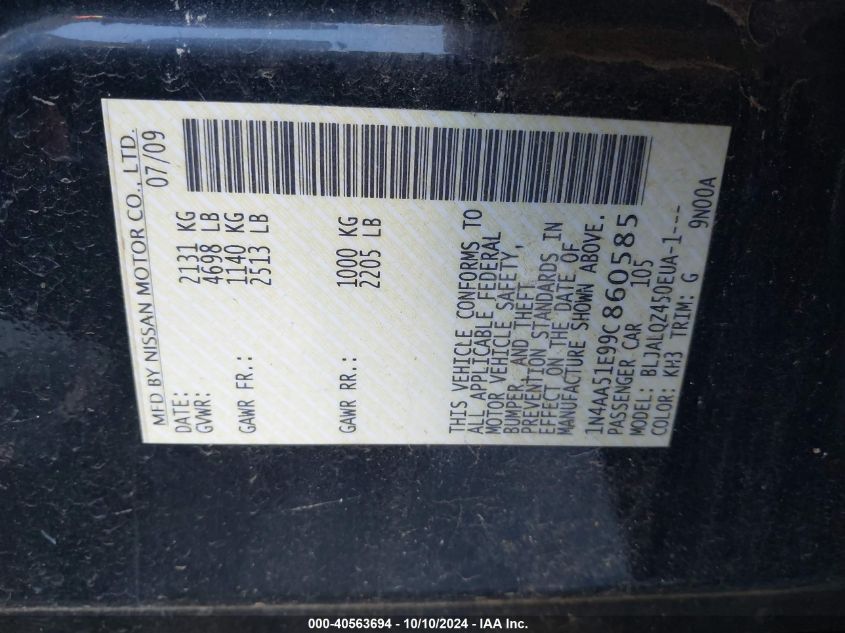 MFD BY NISSAN MOTOR CO., LTD.
DATE: 07/09
GVWR: 2131 KG
4698 LB
GAWR FR.: 1140 KG
2513 LB
GAWR RR.: 1000 KG
2205 LB
THIS VEHICLE CONFORMS TO
ALL APPLICABLE FEDERAL
MOTOR VEHICLE SAFETY,
BUMPER, AND THEFT
PREVENTION STANDARDS IN
EFFECT ON THE DATE OF
MANUFACTURE SHOWN ABOVE.
1N4AA51E99C860585
PASSENGER CAR 105
MODEL: BLJALQZ450EUA-1---
COLOR: KH3 TRIM: G 9N00A
000-40563694 - 10/10/2024 - IAA Inc.